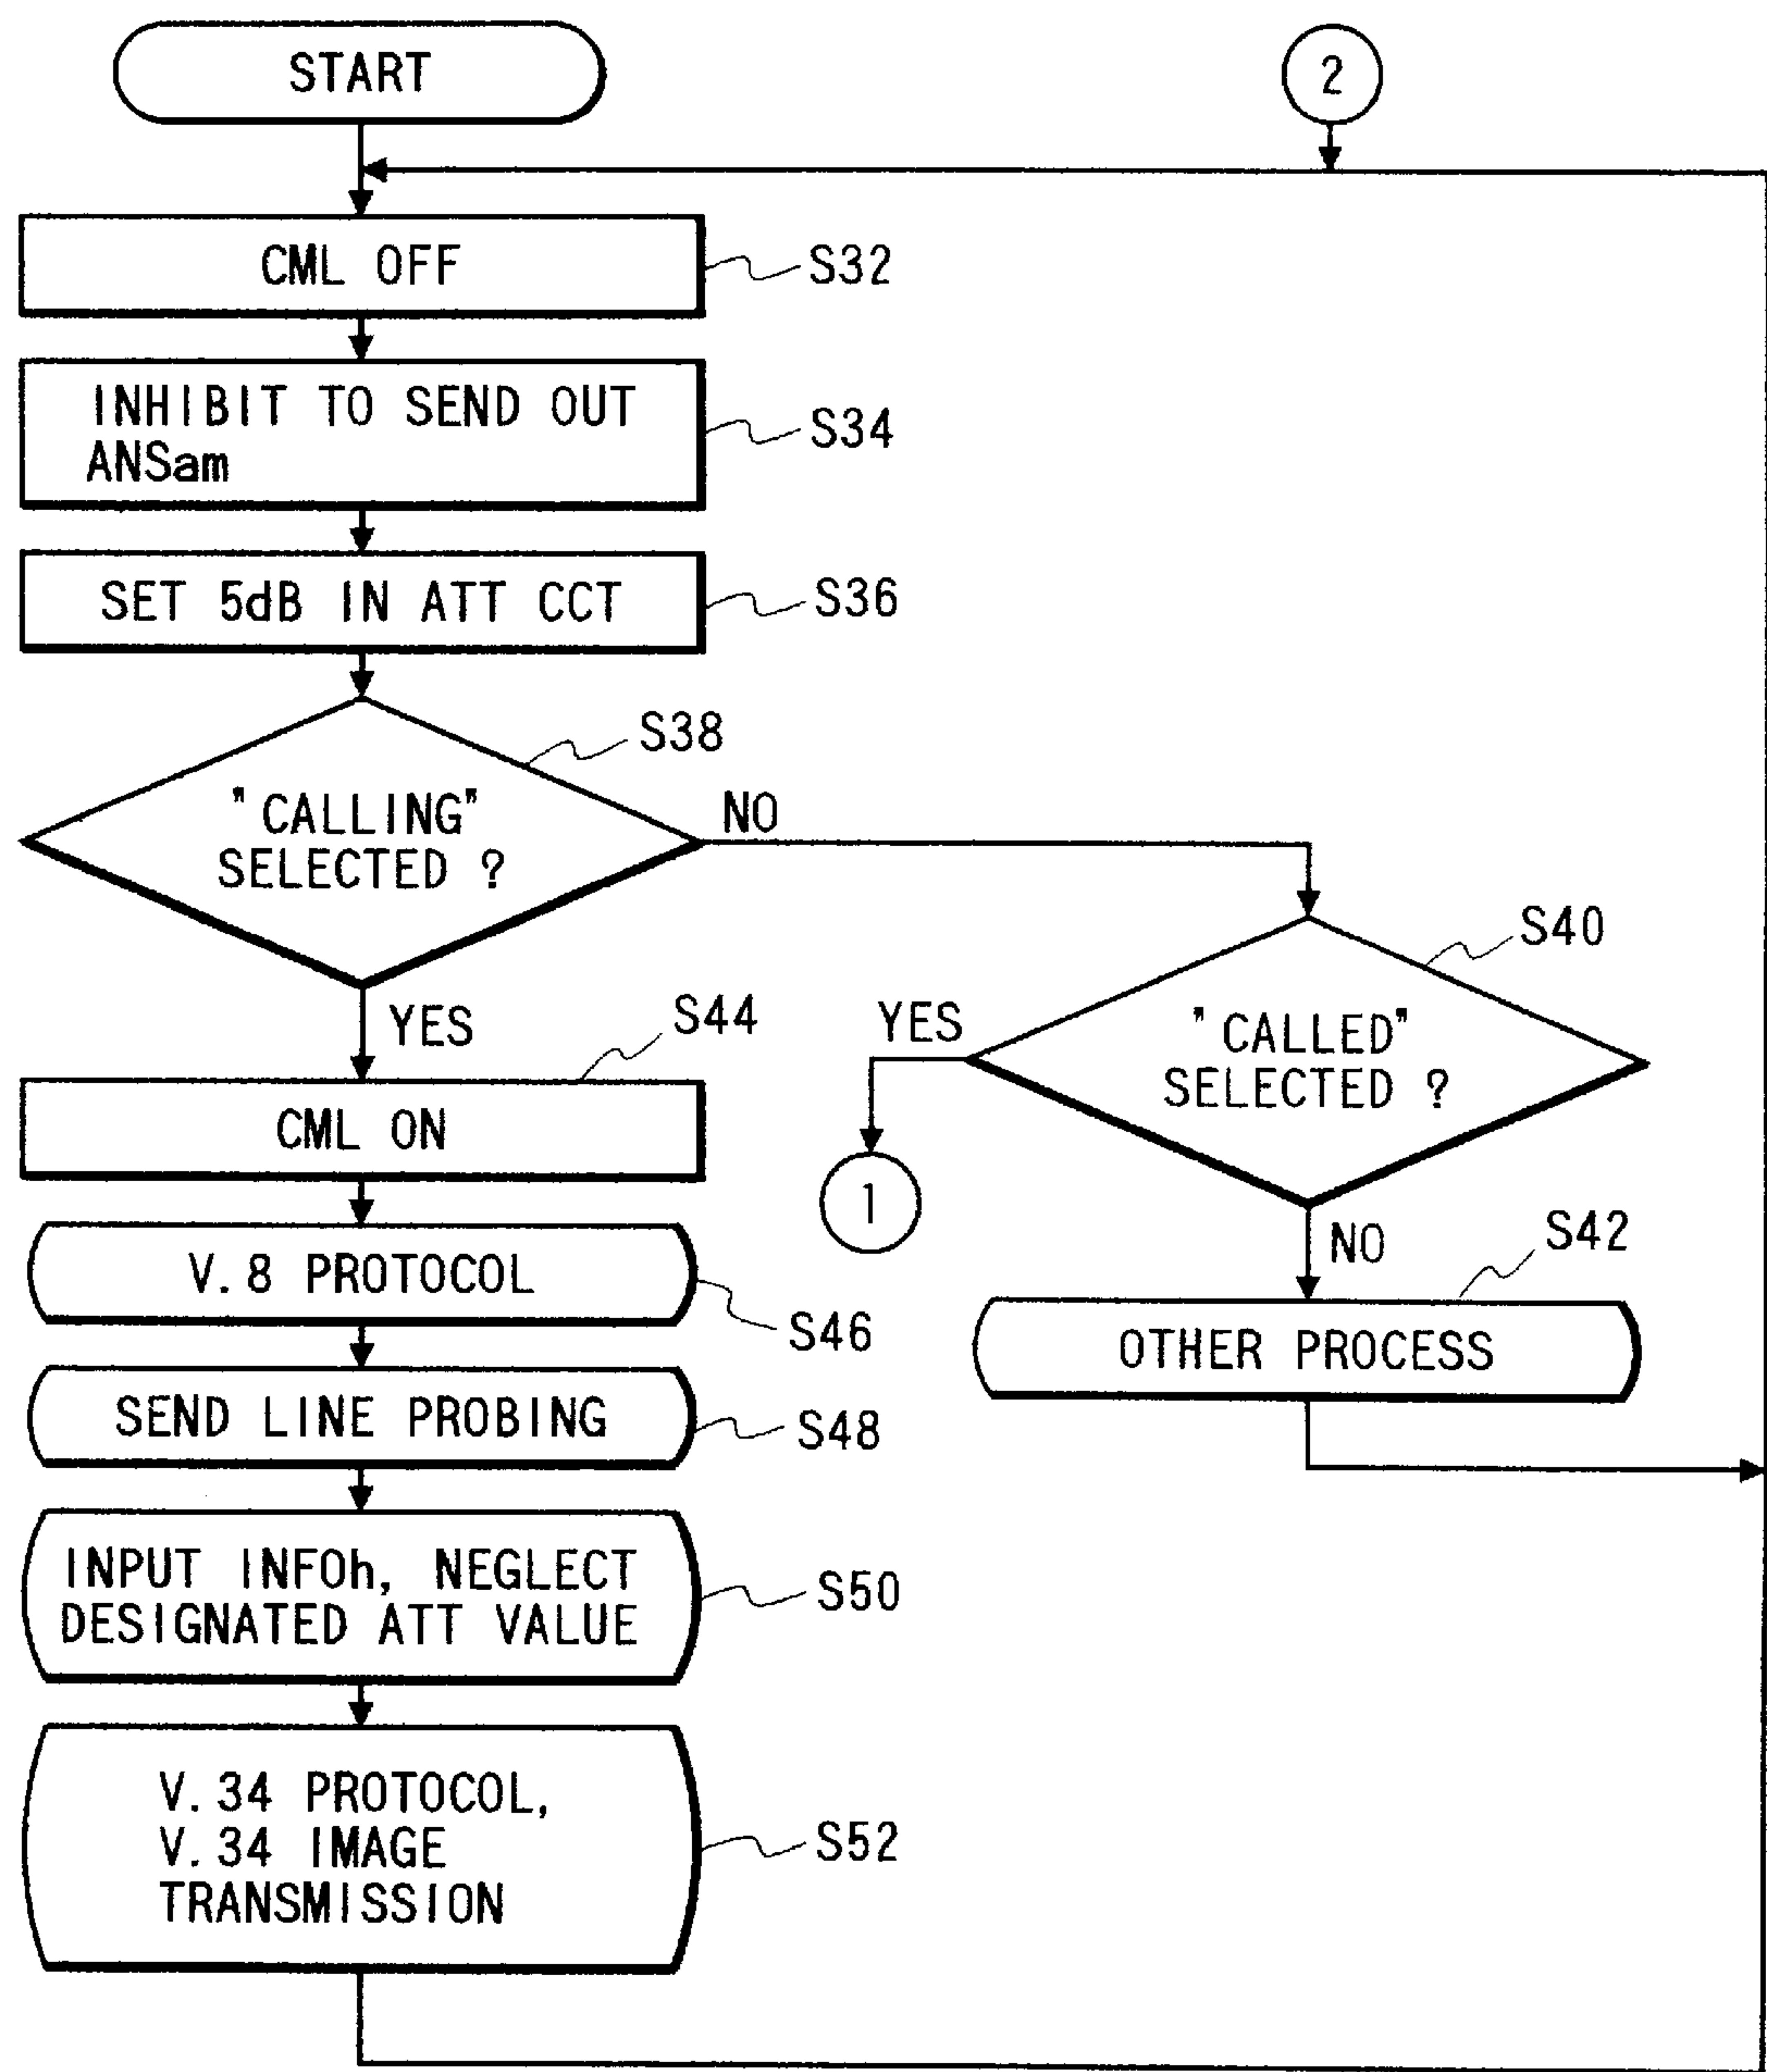 START
2
CML OFF
S32
INHIBIT TO SEND OUT
ANSam
S34
SET 5dB IN ATT CCT
S36
S38
"CALLING"
SELECTED ?
NO
YES
S40
"CALLED"
SELECTED ?
YES
1
NO
S44
CML ON
S42
OTHER PROCESS
V.8 PROTOCOL
S46
SEND LINE PROBING
S48
INPUT INFOh, NEGLECT
DESIGNATED ATT VALUE
S50
V.34 PROTOCOL,
V.34 IMAGE
TRANSMISSION
S52